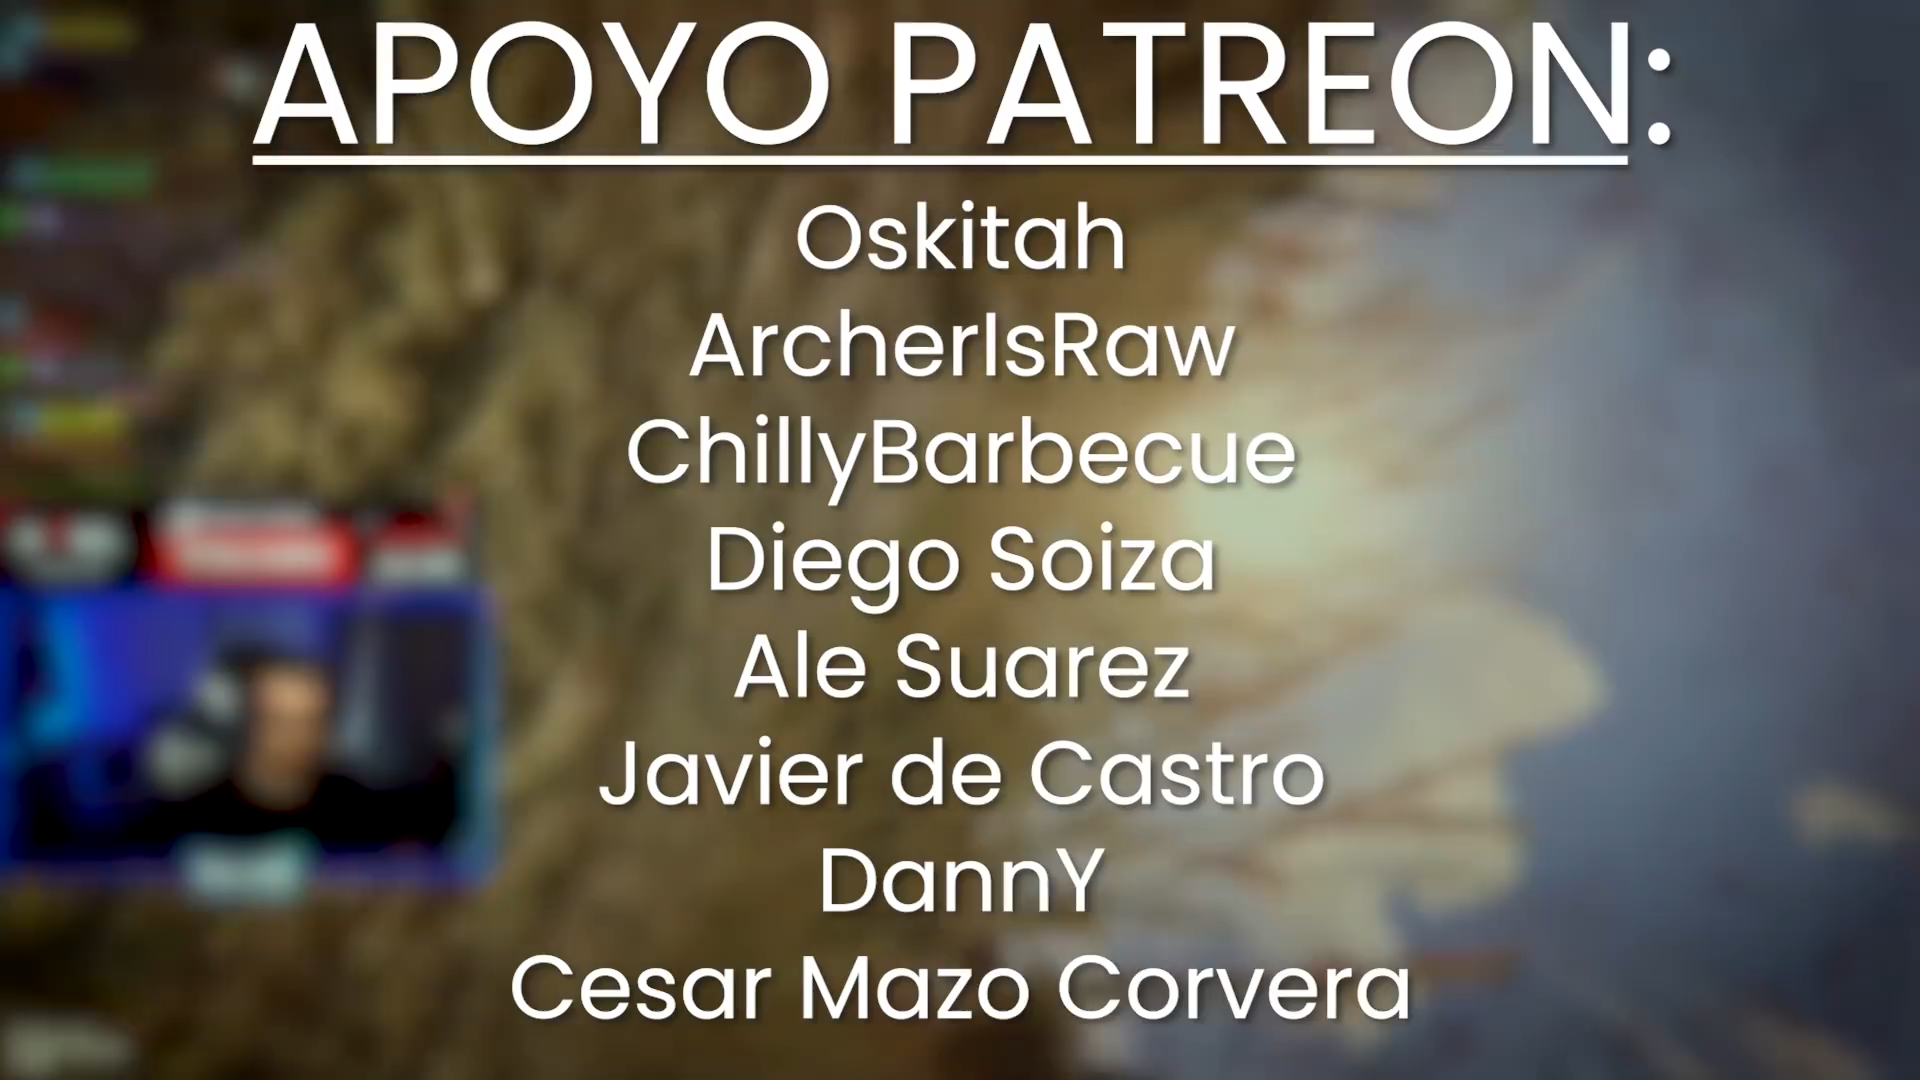 APOYO PATREON:
Oskitah
ArcherIsRaw
ChillyBarbecue
Diego Soiza
Ale Suarez
Javier de Castro
DannY
Cesar Mazo Corvera